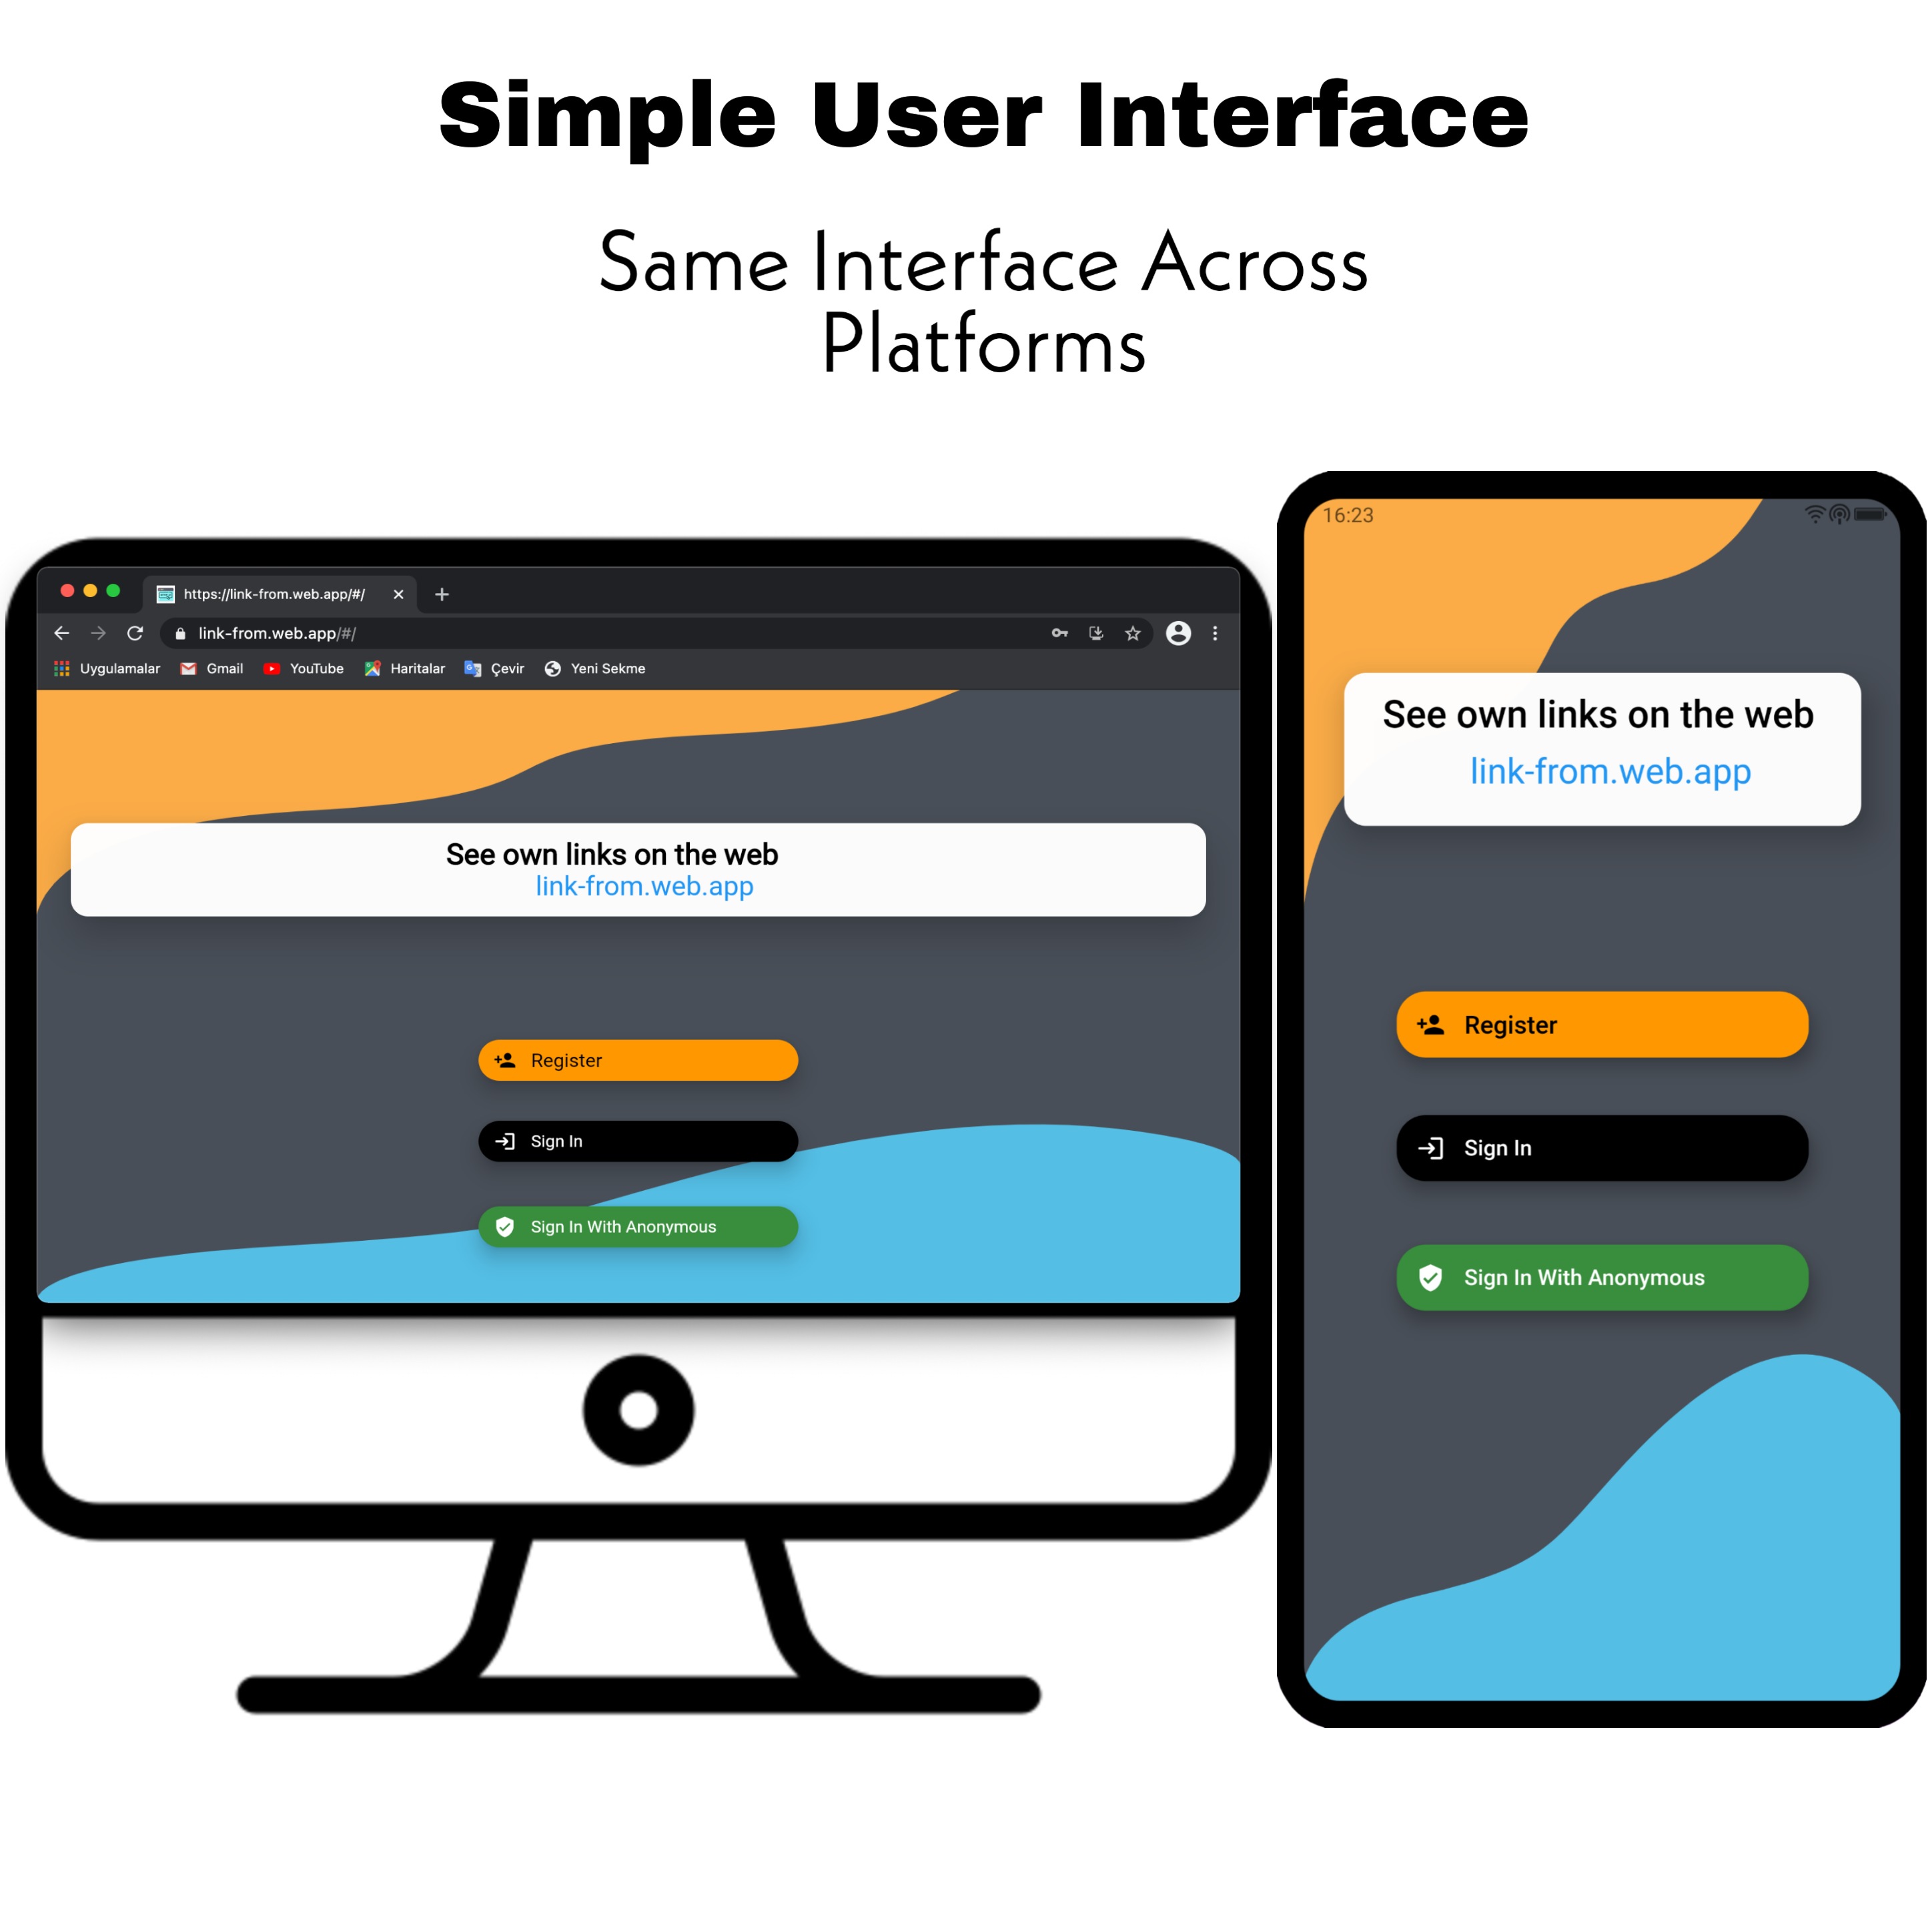 Simple User Interface
Same Interface Across
Platforms
https://link-from.web.app/#/
link-from.web.app/#/
Uygulamalar Gmail YouTube Haritalar Çevir Yeni Sekme
See own links on the web
link-from.web.app
Register
Sign In
Sign In With Anonymous
16:23
See own links on the web
link-from.web.app
Register
Sign In
Sign In With Anonymous